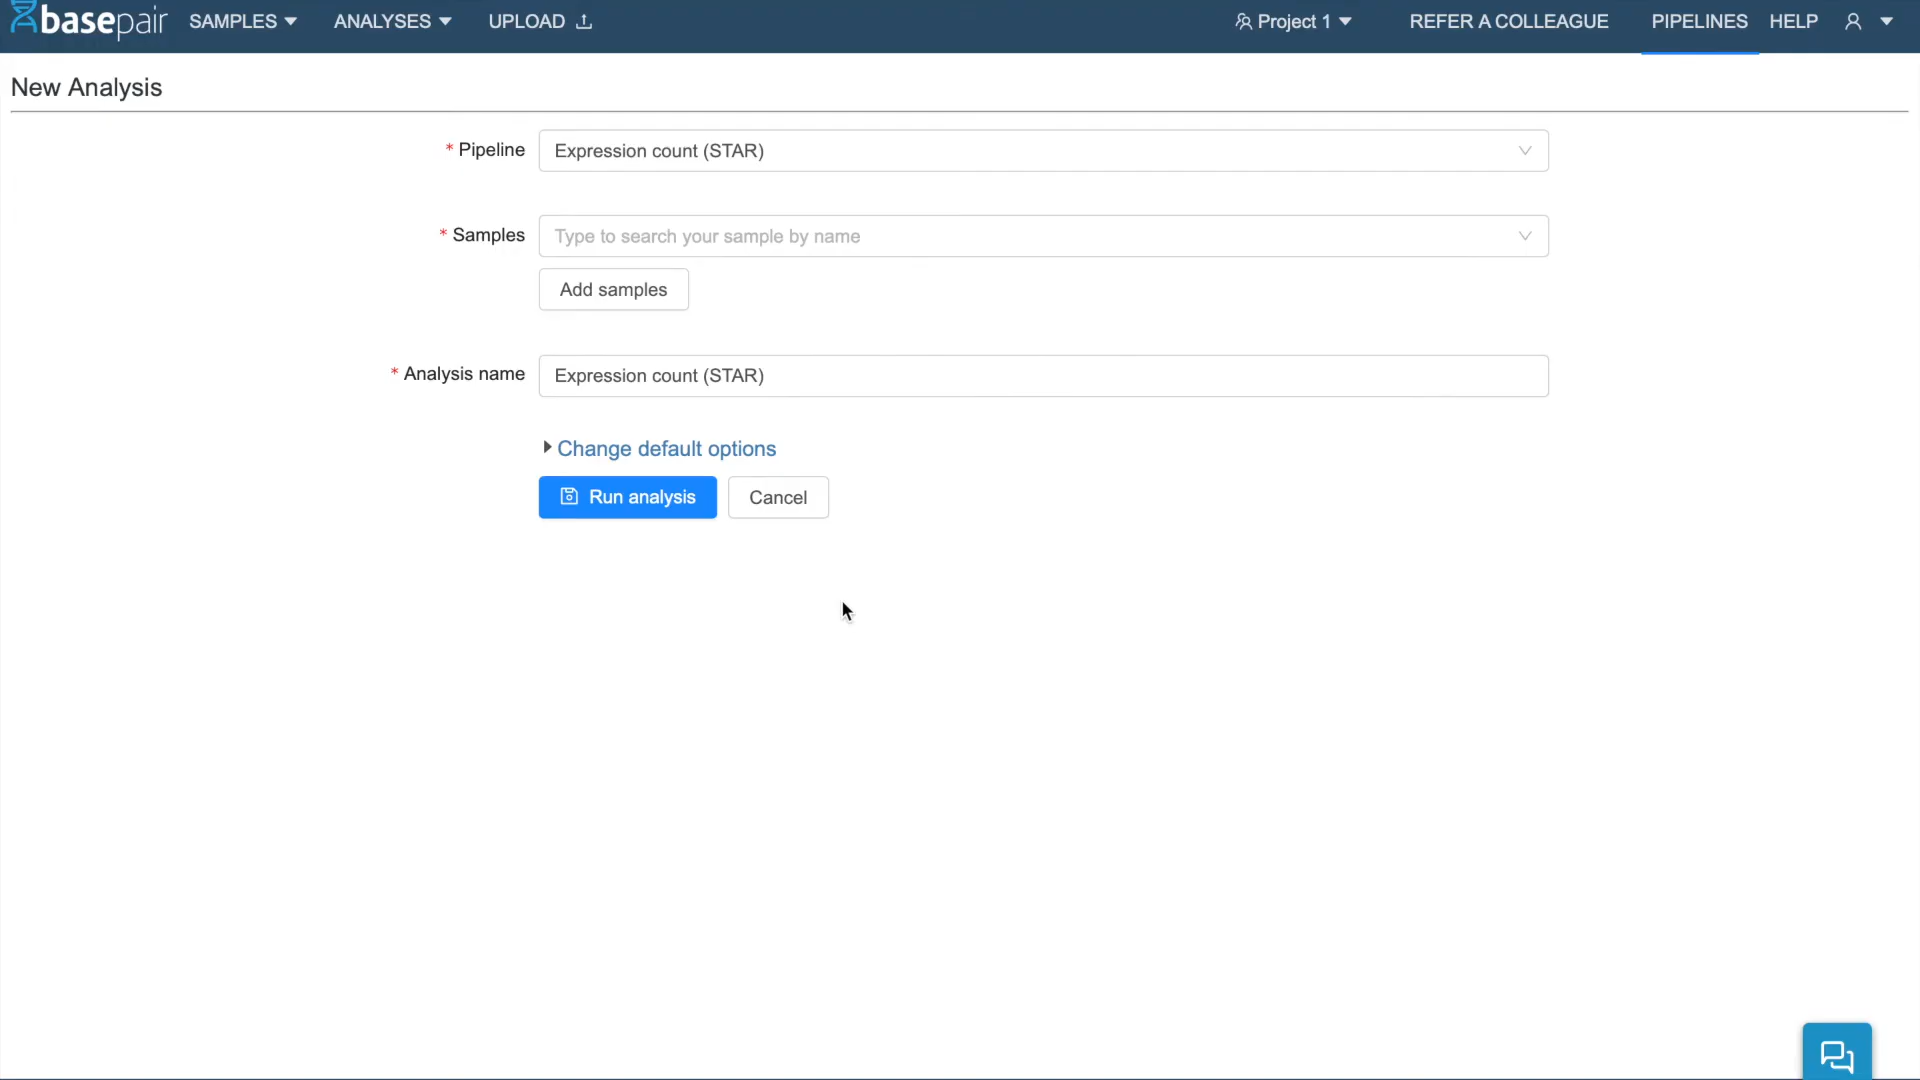 basepair SAMPLES ANALYSES UPLOAD Project 1 REFER A COLLEAGUE PIPELINES HELP
New Analysis
* Pipeline Expression count (STAR)
* Samples Type to search your sample by name
Add samples
* Analysis name Expression count (STAR)
Change default options
Run analysis Cancel